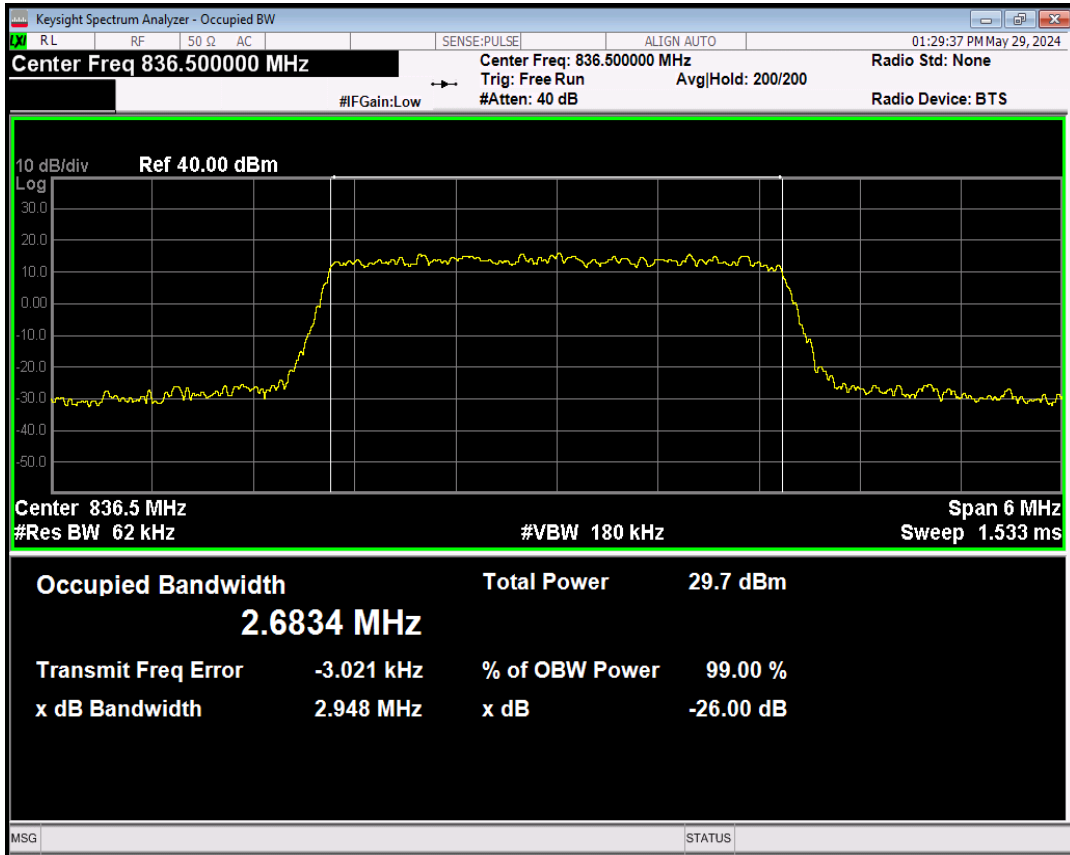 Keysight Spectrum Analyzer - Occupied BW
LXI RL RF 50 Ω AC SENSE:PULSE ALIGN AUTO 01:29:37 PM May 29, 2024
Center Freq 836.500000 MHz
Center Freq: 836.500000 MHz Radio Std: None
Trig: Free Run Avg|Hold: 200/200
#IFGain:Low #Atten: 40 dB Radio Device: BTS
10 dB/div Ref 40.00 dBm
Log
30.0
20.0
10.0
0.00
-10.0
-20.0
-30.0
-40.0
-50.0
Center 836.5 MHz Span 6 MHz
#Res BW 62 kHz #VBW 180 kHz Sweep 1.533 ms
Occupied Bandwidth Total Power 29.7 dBm
2.6834 MHz
Transmit Freq Error -3.021 kHz % of OBW Power 99.00 %
x dB Bandwidth 2.948 MHz x dB -26.00 dB
MSG STATUS